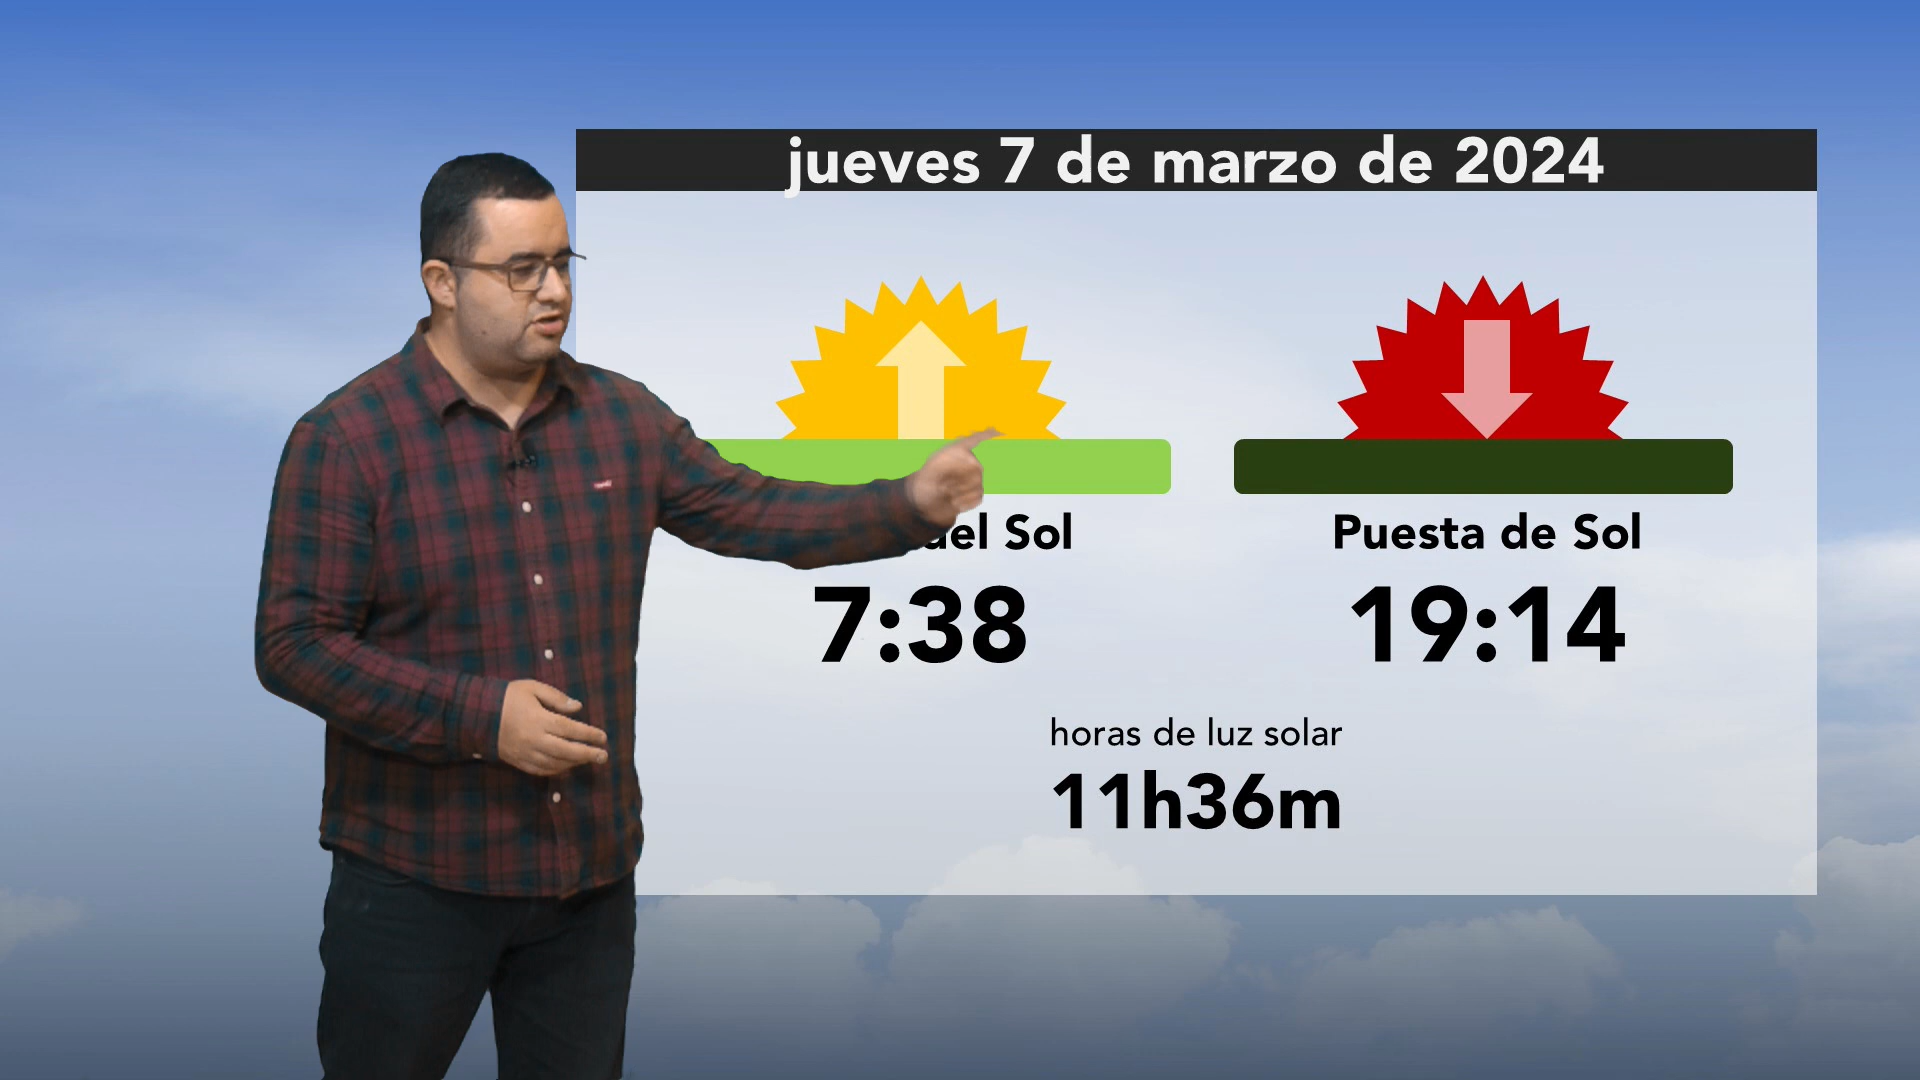 jueves 7 de marzo de 2024
del Sol
Puesta de Sol
7:38
19:14
horas de luz solar
11h36m